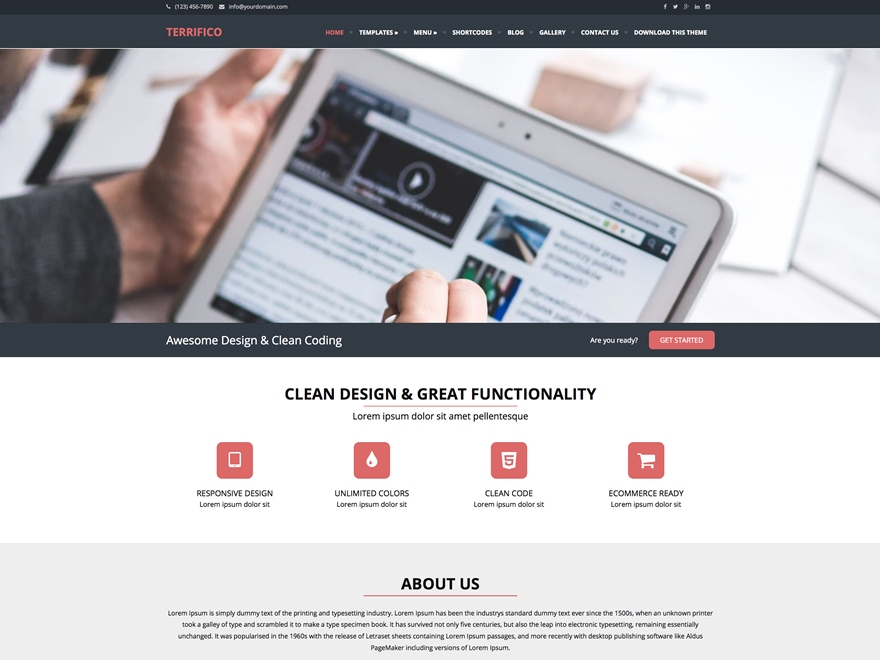 (123) 456-7890 info@yourdomain.com
TERRIFICO
HOME TEMPLATES » MENU » SHORTCODES BLOG GALLERY CONTACT US DOWNLOAD THIS THEME
Awesome Design & Clean Coding
Are you ready? GET STARTED
CLEAN DESIGN & GREAT FUNCTIONALITY
Lorem ipsum dolor sit amet pellentesque
RESPONSIVE DESIGN UNLIMITED COLORS CLEAN CODE ECOMMERCE READY
Lorem ipsum dolor sit Lorem ipsum dolor sit Lorem ipsum dolor sit Lorem ipsum dolor sit
ABOUT US
Lorem Ipsum is simply dummy text of the printing and typesetting industry. Lorem Ipsum has been the industrys standard dummy text ever since the 1500s, when an unknown printer
took a galley of type and scrambled it to make a type specimen book. It has survived not only five centuries, but also the leap into electronic typesetting, remaining essentially
unchanged. It was popularised in the 1960s with the release of Letraset sheets containing Lorem Ipsum passages, and more recently with desktop publishing software like Aldus
PageMaker including versions of Lorem Ipsum.